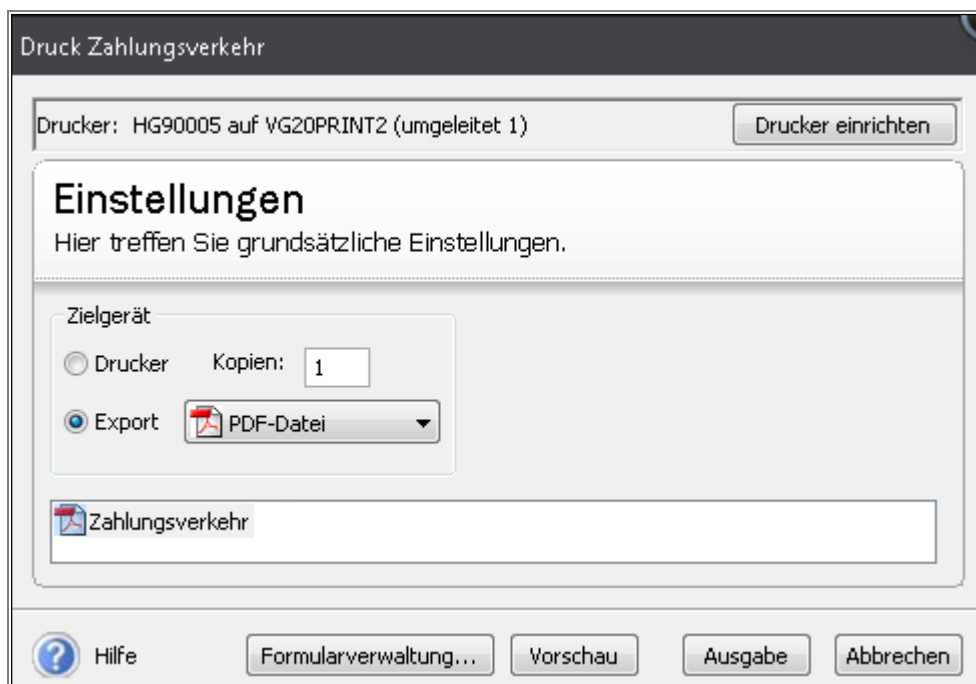 Druck Zahlungsverkehr
Drucker: HG90005 auf VG20PRINT2 (umgeleitet 1)
Drucker einrichten
Einstellungen
Hier treffen Sie grundsätzliche Einstellungen.
Zielgerät
Drucker Kopien: 1
Export PDF-Datei
Zahlungsverkehr
Hilfe Formularverwaltung... Vorschau Ausgabe Abbrechen